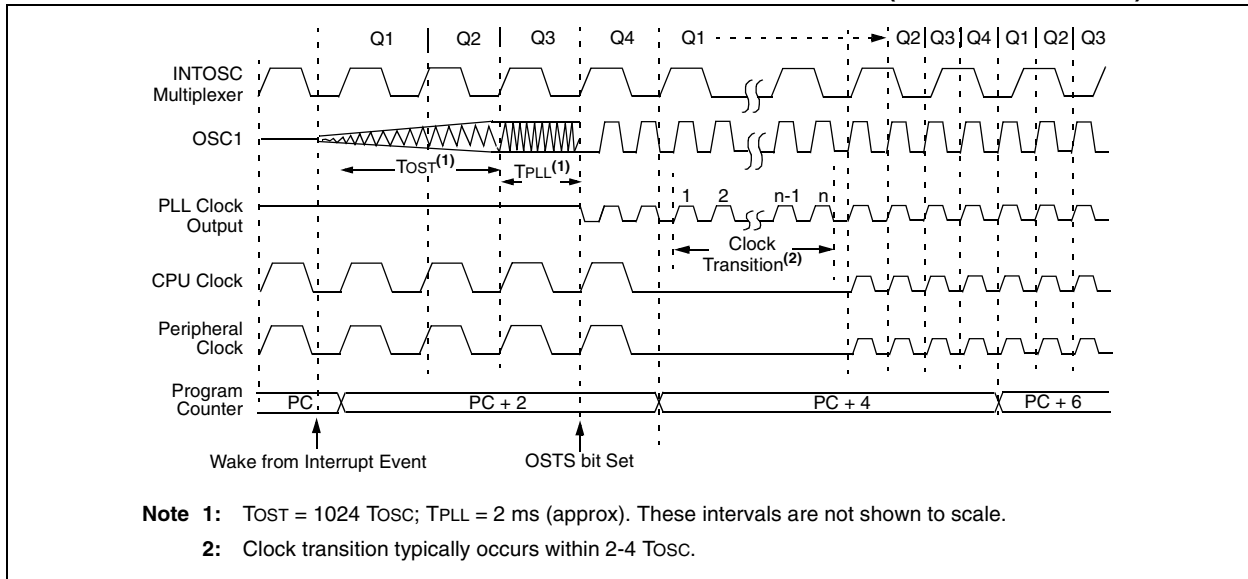 Q1 Q2 Q3 Q4 Q1 Q2 Q3 Q4 Q1 Q2 Q3
INTOSC
Multiplexer
OSC1
TOST(1)
TPLL(1)
1 2 n-1 n
PLL Clock
Output
Clock
Transition(2)
CPU Clock
Peripheral
Clock
Program
Counter
PC PC + 2 PC + 4 PC + 6
Wake from Interrupt Event OSTS bit Set
Note 1: TOST = 1024 TOSC; TPLL = 2 ms (approx). These intervals are not shown to scale.
2: Clock transition typically occurs within 2-4 TOSC.